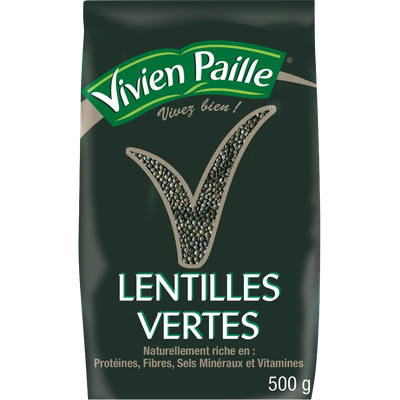 Vivien Paille®
Vivez bien !
LENTILLES
VERTES
Naturellement riche en :
Protéines, Fibres, Sels Minéraux et Vitamines
500 g